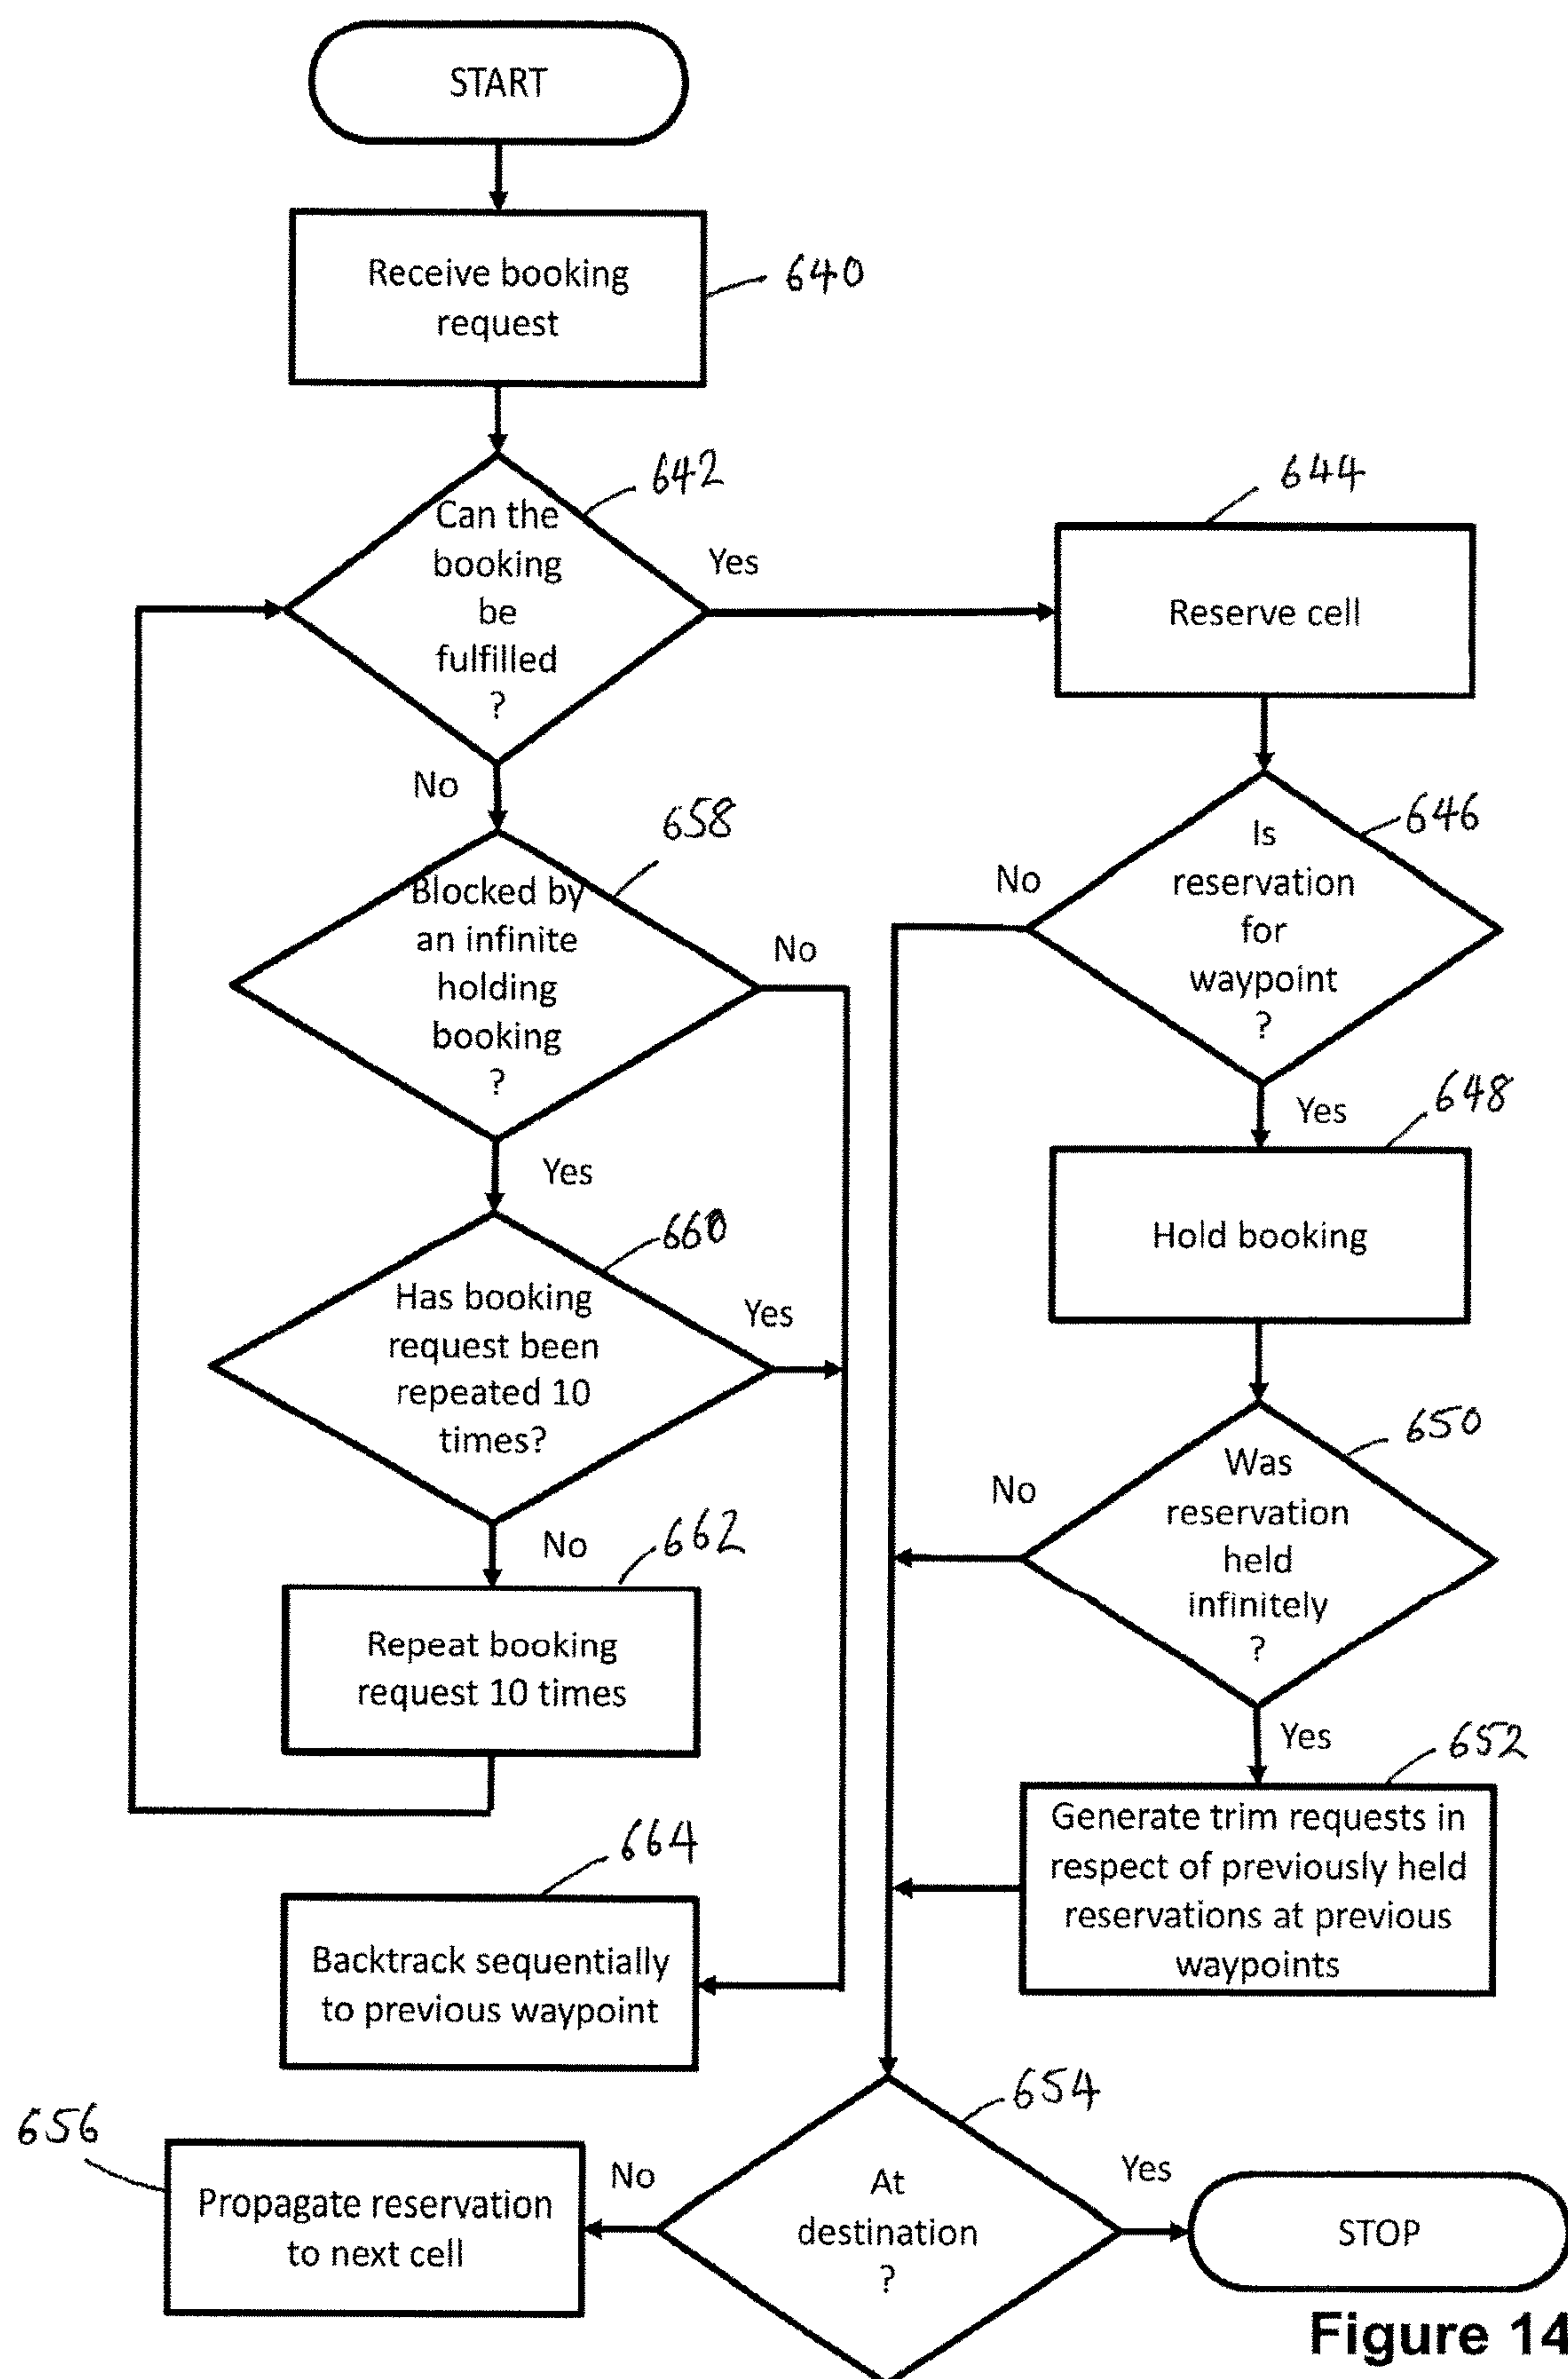 START
Receive booking
request
640
Can the
booking
be
fulfilled
?
642
Yes
No
644
Reserve cell
Is
reservation
for
waypoint
?
646
No
Yes
648
Hold booking
Was
reservation
held
infinitely
?
650
No
Yes
652
Generate trim requests in
respect of previously held
reservations at previous
waypoints
Blocked by
an infinite
holding
booking
?
658
No
Yes
Has booking
request been
repeated 10
times?
660
Yes
No
662
Repeat booking
request 10 times
664
Backtrack sequentially
to previous waypoint
At
destination
?
654
No
Yes
656
Propagate reservation
to next cell
STOP
Figure 14